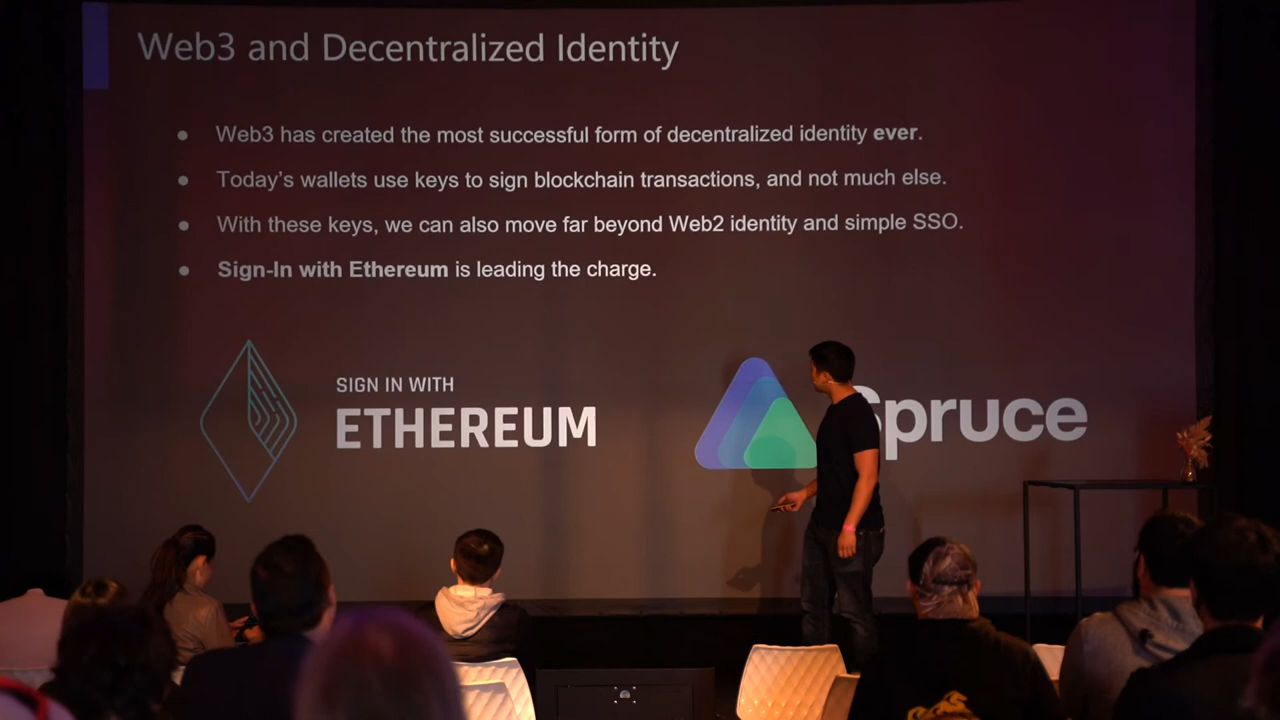 Web3 and Decentralized Identity
Web3 has created the most successful form of decentralized identity ever.
Today's wallets use keys to sign blockchain transactions, and not much else.
With these keys, we can also move far beyond Web2 identity and simple SSO.
Sign-In with Ethereum is leading the charge.
SIGN IN WITH
ETHEREUM
Spruce